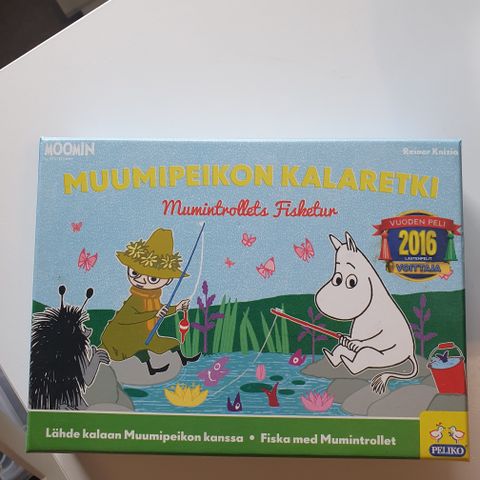 MOOMIN
Reiner Knizia
MUUMIPEIKON KALARETKI
Mumintrollets Fisketur
VUODEN PELI
2016
LASTENPELIT
VOITTAJA
Lähde kalaan Muumipeikon kanssa • Fiska med Mumintrollet
PELIKO